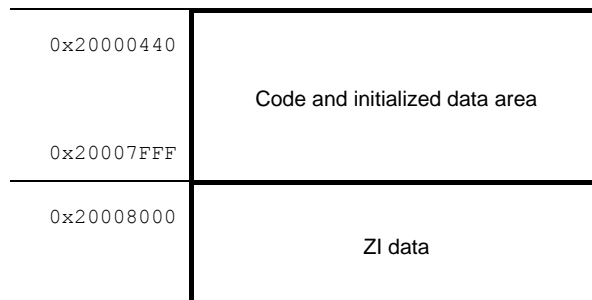 0x20000440
Code and initialized data area
0x20007FFF
0x20008000
ZI data